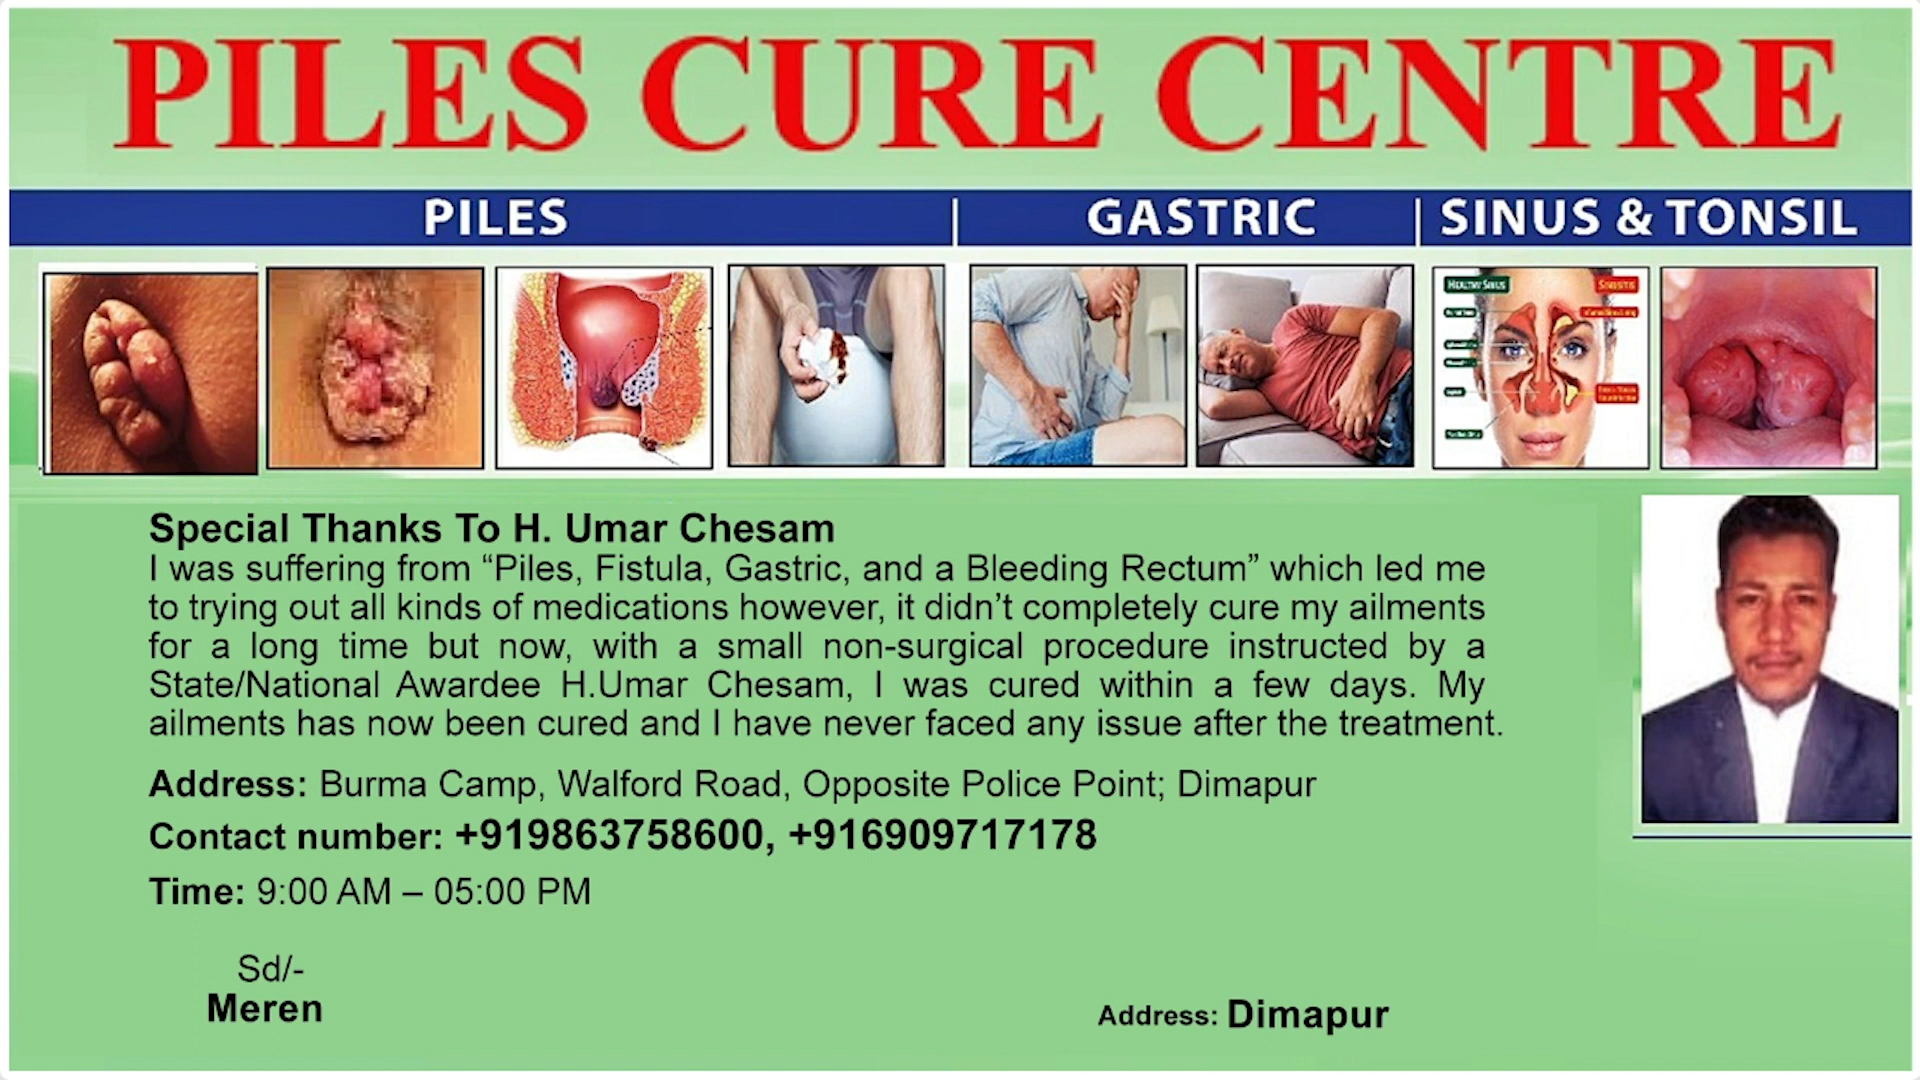 PILES CURE CENTRE
PILES | GASTRIC | SINUS & TONSIL
HEALTHY SINUS
SINUSITIS
Special Thanks To H. Umar Chesam
I was suffering from “Piles, Fistula, Gastric, and a Bleeding Rectum” which led me
to trying out all kinds of medications however, it didn’t completely cure my ailments
for a long time but now, with a small non-surgical procedure instructed by a
State/National Awardee H.Umar Chesam, I was cured within a few days. My
ailments has now been cured and I have never faced any issue after the treatment.
Address: Burma Camp, Walford Road, Opposite Police Point; Dimapur
Contact number: +919863758600, +916909717178
Time: 9:00 AM – 05:00 PM
Sd/-
Meren
Address: Dimapur